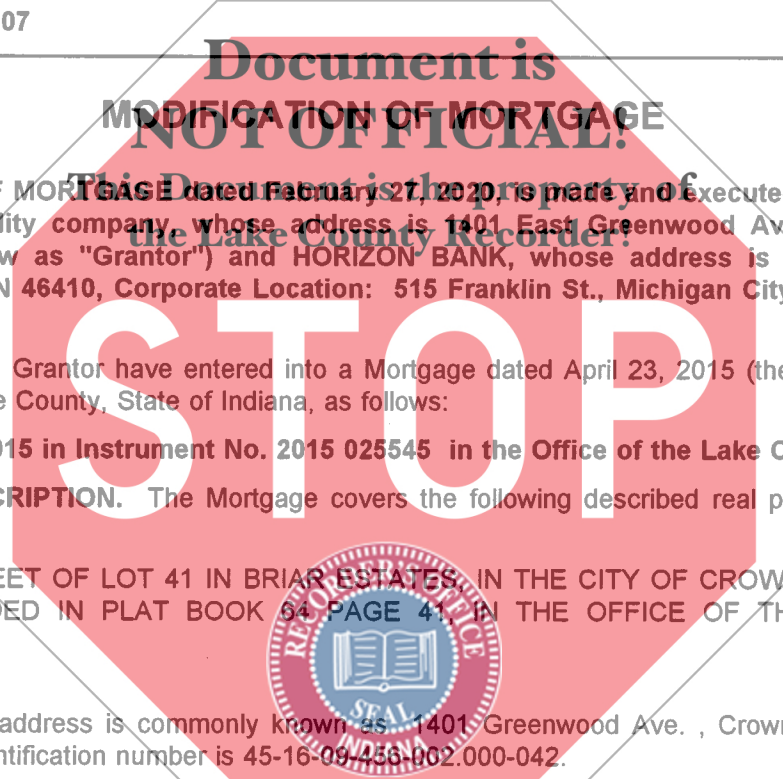 07
Document is
MODIFICATION OF MORTGAGE
NOT OFFICIAL!
This Document is the property of
F MORTGAGE dated February 27, 2020, is made and execute
the Lake County Recorder!
lity company, whose address is 1401 East Greenwood Av
w as "Grantor") and HORIZON BANK, whose address is
N 46410, Corporate Location: 515 Franklin St., Michigan City
STOP
Grantor have entered into a Mortgage dated April 23, 2015 (the
e County, State of Indiana, as follows:
015 in Instrument No. 2015 025545 in the Office of the Lake C
CRIPTION. The Mortgage covers the following described real p
EET OF LOT 41 IN BRIAR ESTATES, IN THE CITY OF CROW
DED IN PLAT BOOK 64 PAGE 41, IN THE OFFICE OF TH
RECORDER'S OFFICE
SEAL
INDIANA
address is commonly known as 1401 Greenwood Ave. , Crown
ntification number is 45-16-09-456-002.000-042.